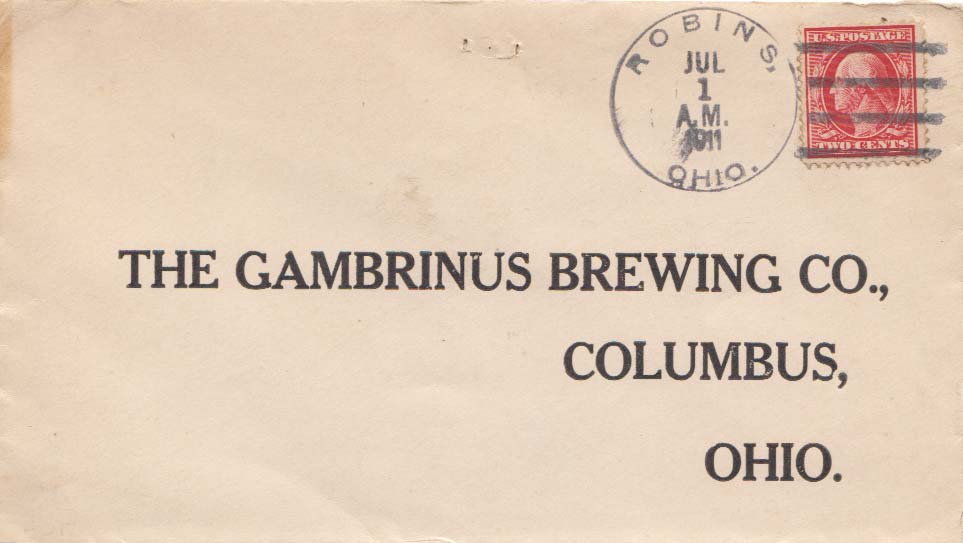 ROBINS,
JUL
1
A.M.
1911
OHIO.
U.S. POSTAGE
TWO CENTS
THE GAMBRINUS BREWING CO.,
COLUMBUS,
OHIO.